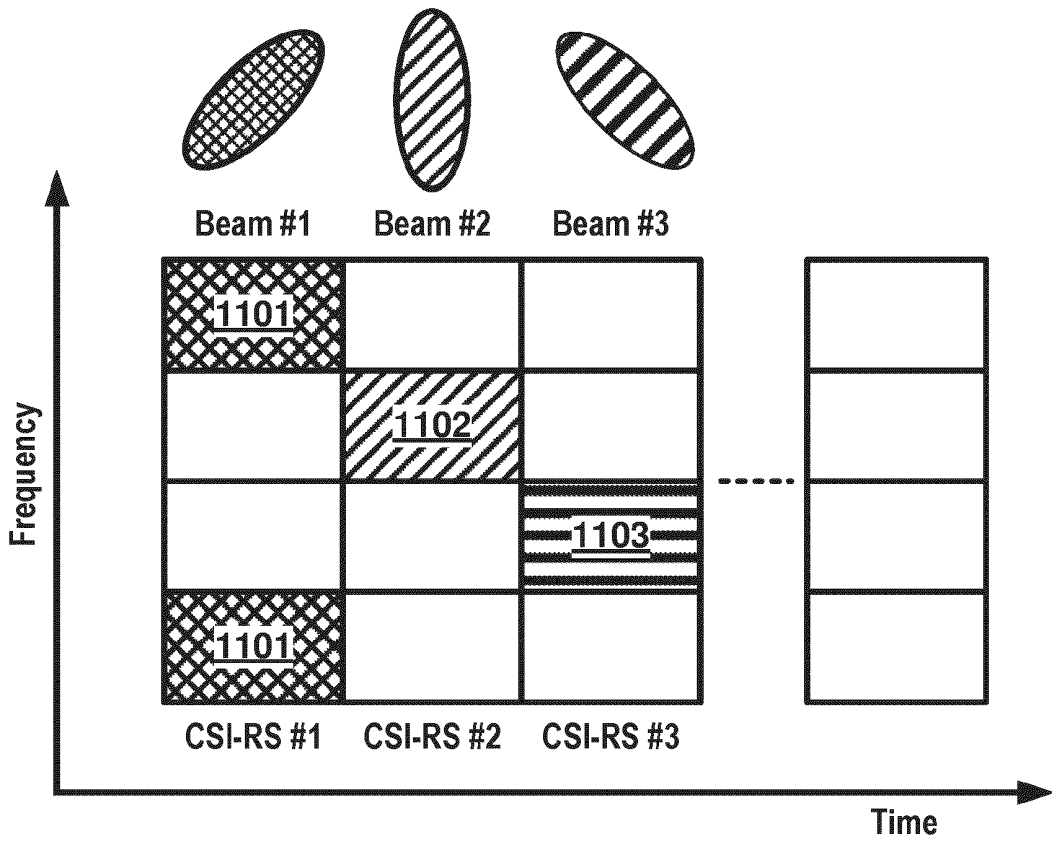 Beam #1 Beam #2 Beam #3
1101
1102
Frequency
1103
1101
CSI-RS #1 CSI-RS #2 CSI-RS #3
Time